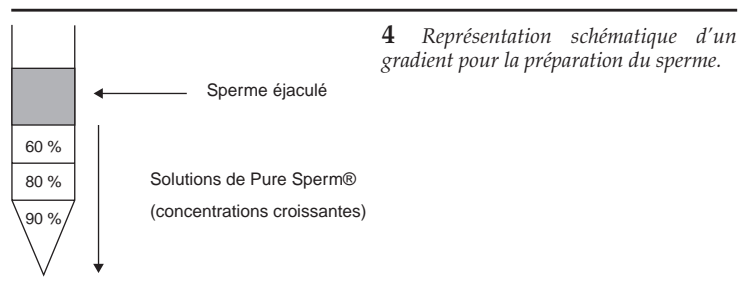 4 Représentation schématique d'un
gradient pour la préparation du sperme.
Sperme éjaculé
60 %
80 %
90 %
Solutions de Pure Sperm®
(concentrations croissantes)